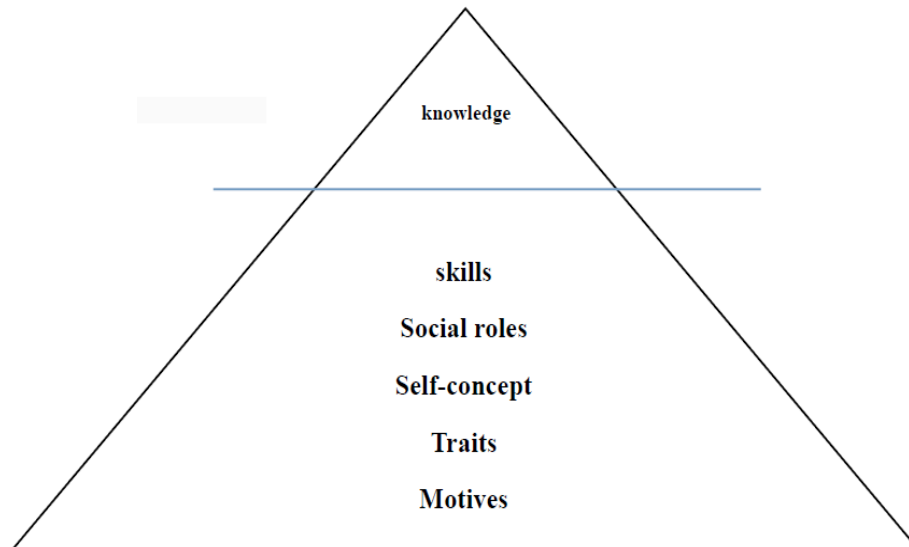 knowledge
skills
Social roles
Self-concept
Traits
Motives